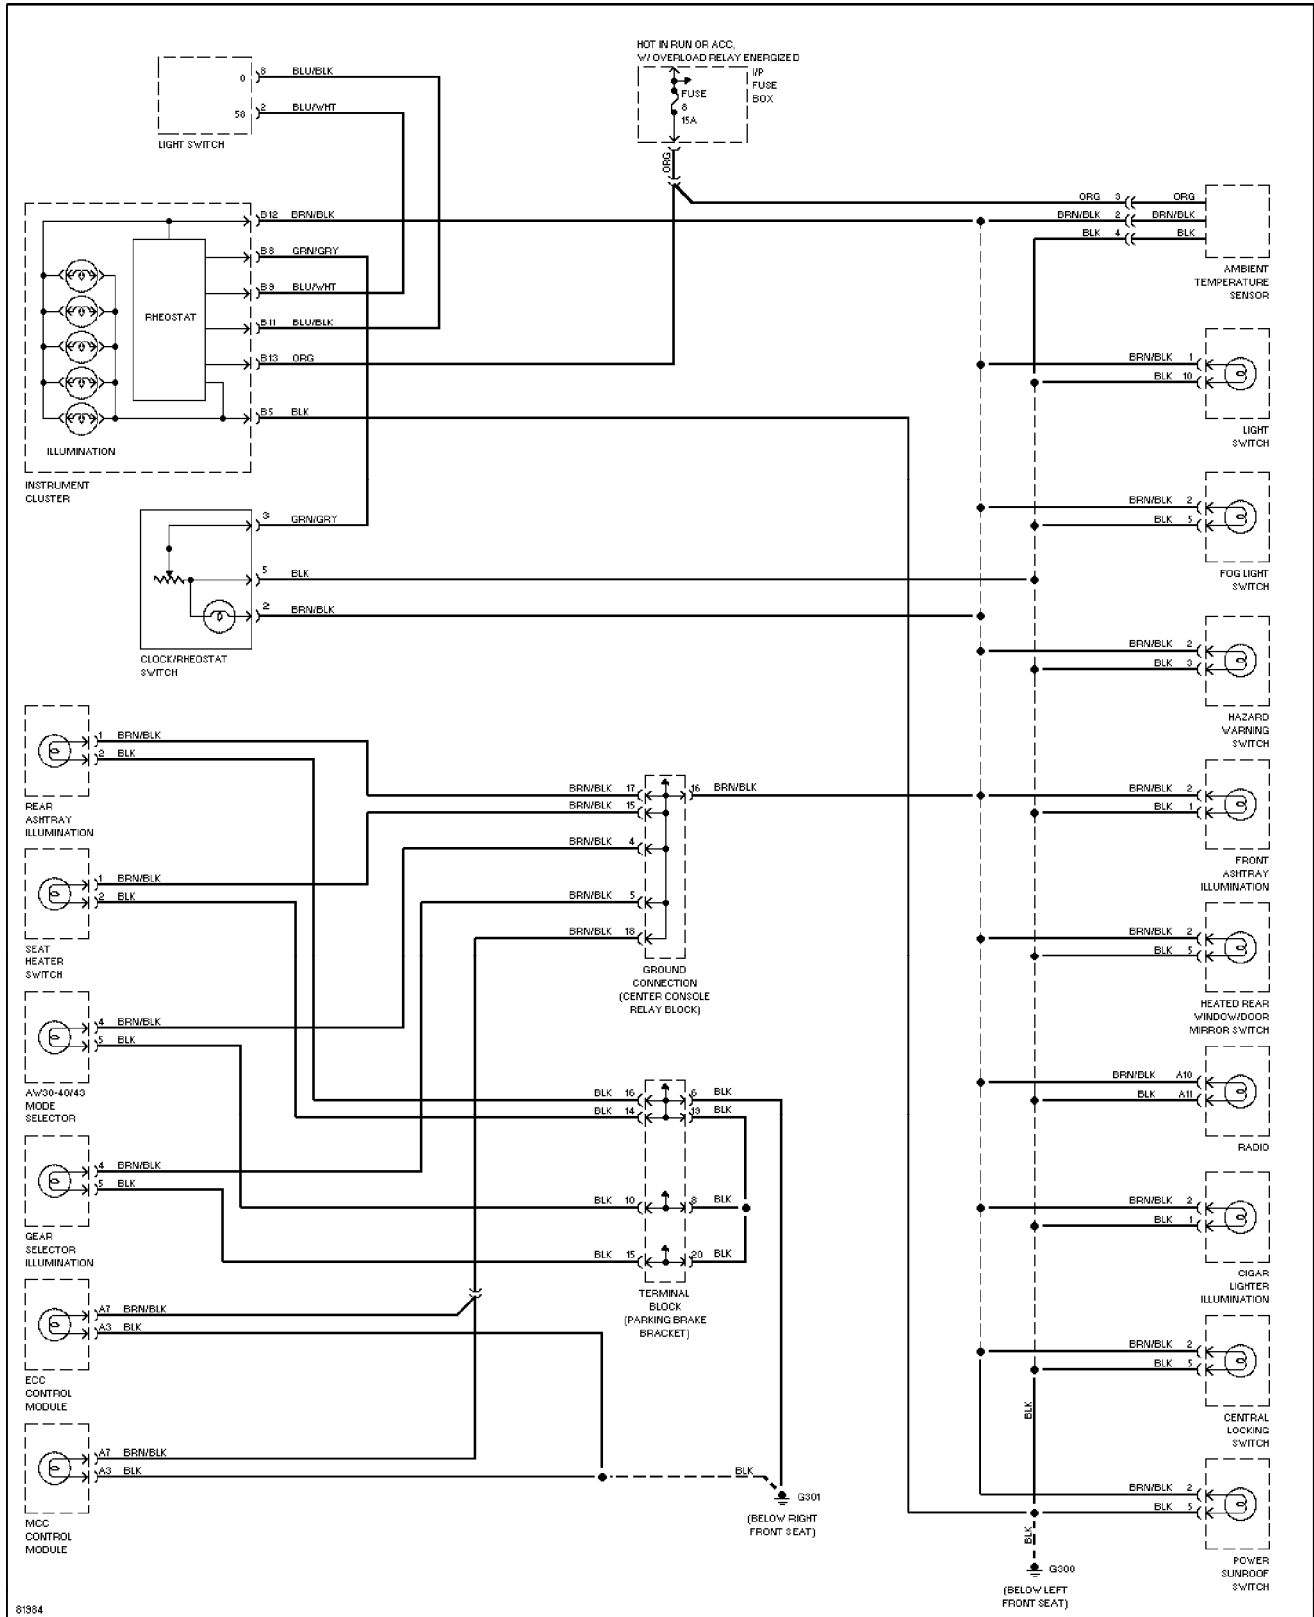 HOT IN RUN OR ACC,
W/ OVERLOAD RELAY ENERGIZED
I/P
FUSE
BOX
FUSE
8
15A
ORG
0
8
BLU/BLK
58
2
BLU/WHT
LIGHT SWITCH
B12 BRN/BLK
B8 GRN/GRY
B9 BLU/WHT
B11 BLU/BLK
B13 ORG
B5 BLK
RHEOSTAT
ILLUMINATION
INSTRUMENT
CLUSTER
3 GRN/GRY
5 BLK
2 BRN/BLK
CLOCK/RHEOSTAT
SWITCH
1 BRN/BLK
2 BLK
REAR
ASHTRAY
ILLUMINATION
1 BRN/BLK
2 BLK
SEAT
HEATER
SWITCH
4 BRN/BLK
5 BLK
AW30-40/43
MODE
SELECTOR
4 BRN/BLK
5 BLK
GEAR
SELECTOR
ILLUMINATION
A7 BRN/BLK
A3 BLK
ECC
CONTROL
MODULE
A7 BRN/BLK
A3 BLK
MCC
CONTROL
MODULE
BRN/BLK 17
16 BRN/BLK
BRN/BLK 15
BRN/BLK 4
BRN/BLK 5
BRN/BLK 18
GROUND
CONNECTION
(CENTER CONSOLE
RELAY BLOCK)
BLK 16
6 BLK
BLK 14
19 BLK
BLK 10
8 BLK
BLK 15
20 BLK
TERMINAL
BLOCK
(PARKING BRAKE
BRACKET)
BLK
G301
(BELOW RIGHT
FRONT SEAT)
ORG 3 ORG
BRN/BLK 2 BRN/BLK
BLK 4 BLK
AMBIENT
TEMPERATURE
SENSOR
BRN/BLK 1
BLK 10
LIGHT
SWITCH
BRN/BLK 2
BLK 5
FOG LIGHT
SWITCH
BRN/BLK 2
BLK 3
HAZARD
WARNING
SWITCH
BRN/BLK 2
BLK 1
FRONT
ASHTRAY
ILLUMINATION
BRN/BLK 2
BLK 5
HEATED REAR
WINDOW/DOOR
MIRROR SWITCH
BRN/BLK A10
BLK A11
RADIO
BRN/BLK 2
BLK 1
CIGAR
LIGHTER
ILLUMINATION
BRN/BLK 2
BLK 5
CENTRAL
LOCKING
SWITCH
BLK
BRN/BLK 2
BLK 5
POWER
SUNROOF
SWITCH
BLK
G300
(BELOW LEFT
FRONT SEAT)
81984